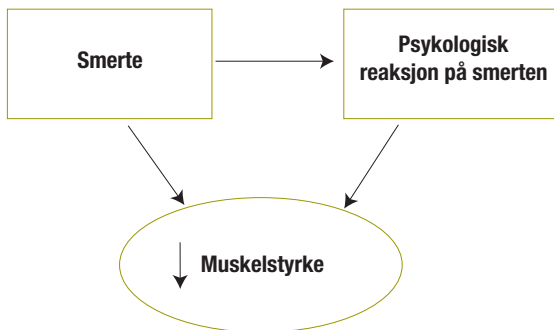 Smerte
Psykologisk
reaksjon på smerten
Muskelstyrke